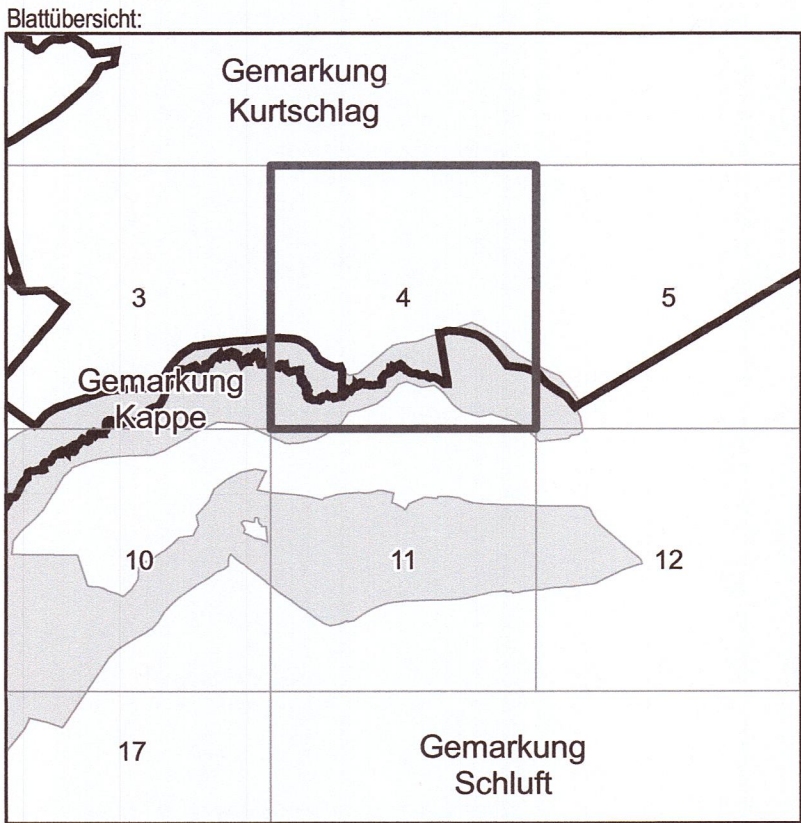 Blattübersicht:
Gemarkung
Kurtschlag
3
4
5
Gemarkung
Kappe
10
11
12
17
Gemarkung
Schluft